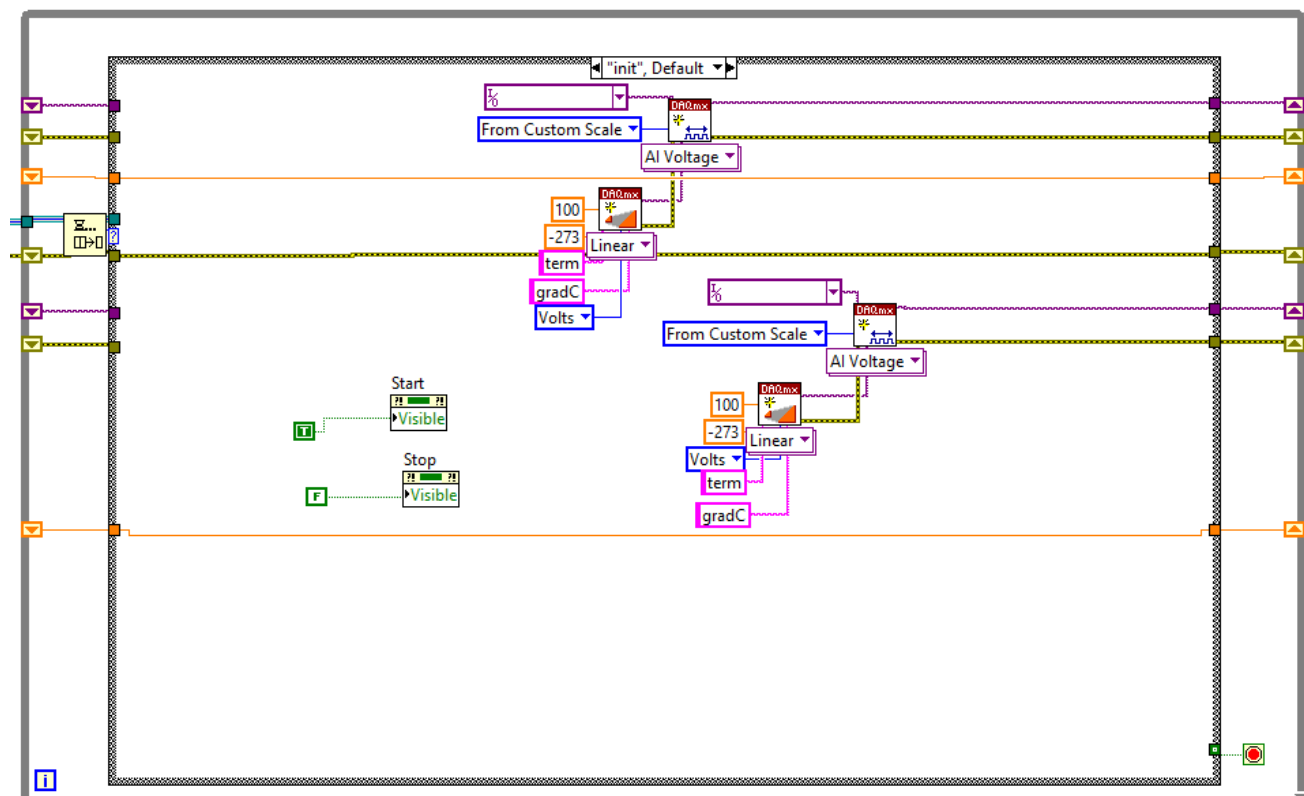 "init", Default
I/O
DAQmx
From Custom Scale
AI Voltage
DAQmx
100
-273
Linear
term
gradC
Volts
I/O
DAQmx
From Custom Scale
AI Voltage
DAQmx
100
-273
Linear
Volts
term
gradC
Start
?! ?!
Visible
T
Stop
?! ?!
Visible
F
?
i